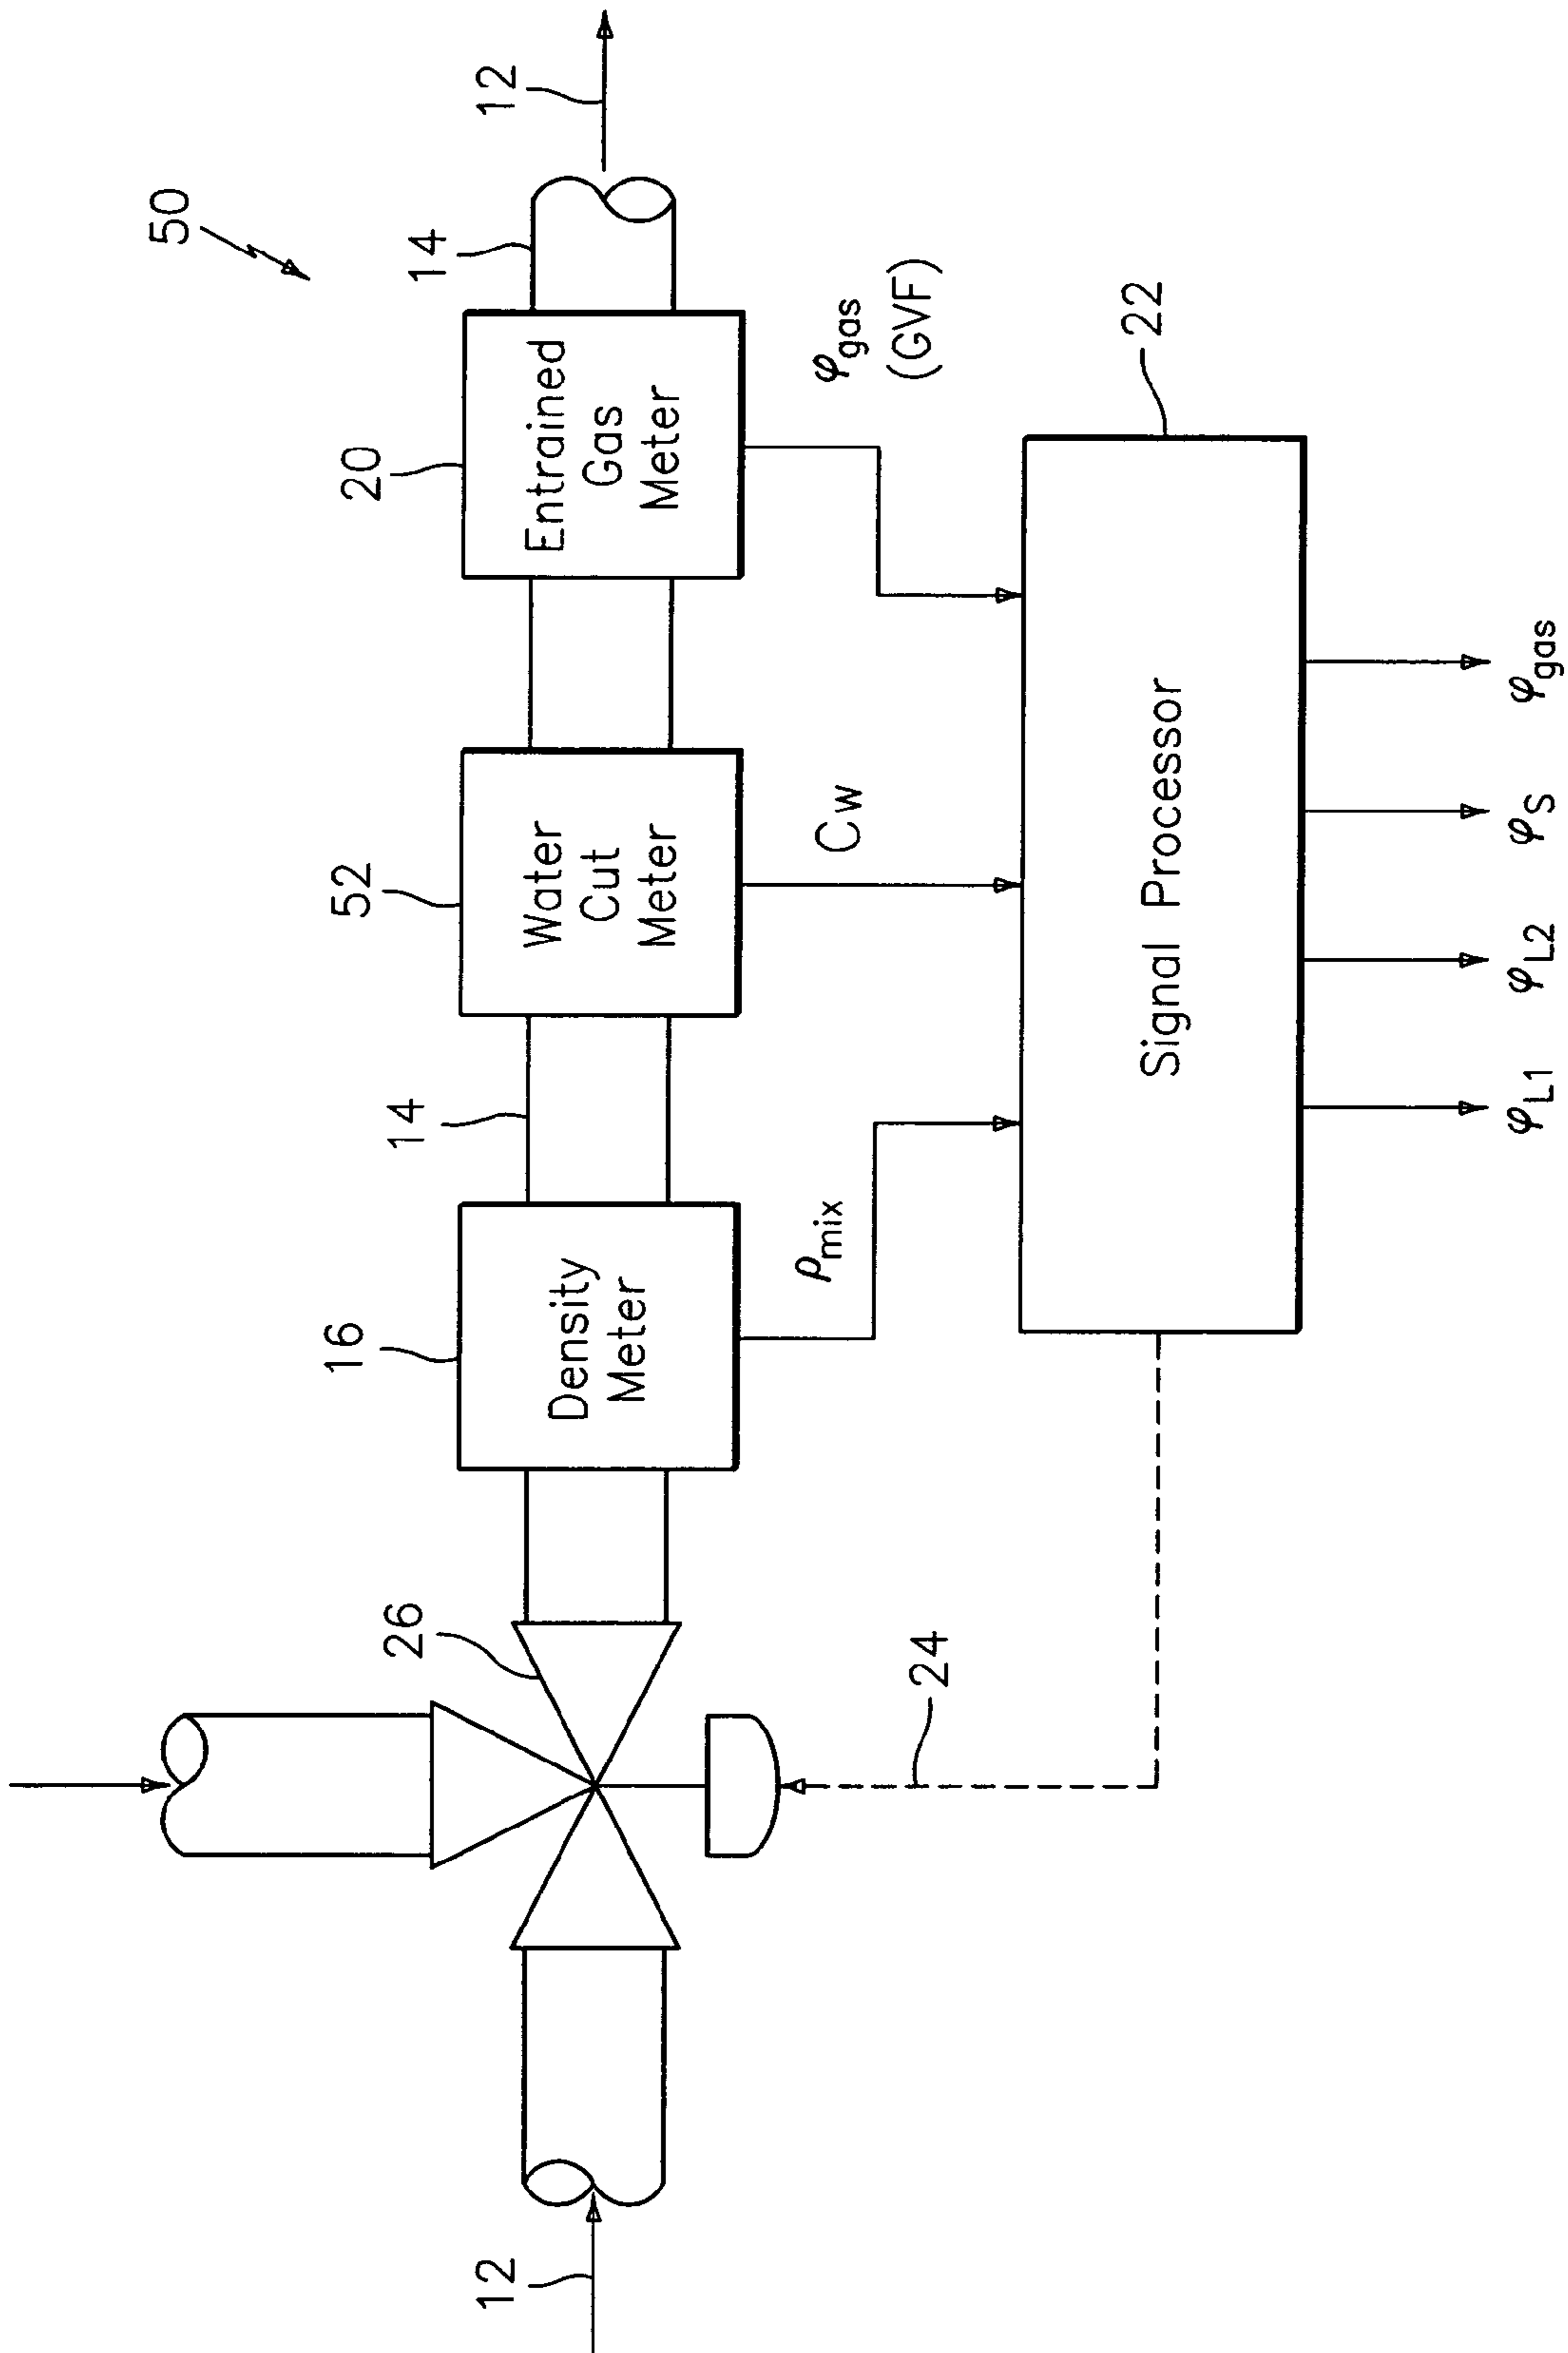 50
12
14
20
Entrained
Gas
Meter
52
Water
Cut
Meter
14
16
Density
Meter
26
12
φgas
(GVF)
Cw
ρmix
22
Signal Processor
24
φL1
φL2
φS
φgas